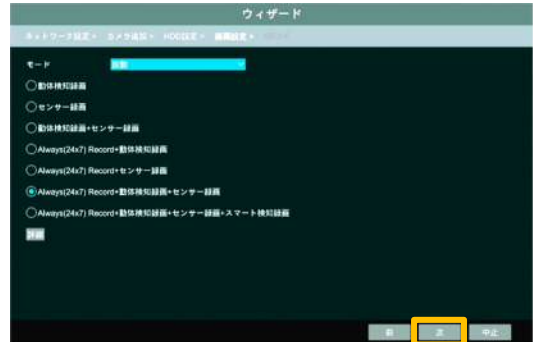 ウィザード
ネットワーク設定 カメラ追加 HDD設定 録画設定
モード 自動
動体検知録画
センサー録画
動体検知録画+センサー録画
Always(24x7) Record+動体検知録画
Always(24x7) Record+センサー録画
Always(24x7) Record+動体検知録画+センサー録画
Always(24x7) Record+動体検知録画+センサー録画+スマート検知録画
詳細
前 次 中止